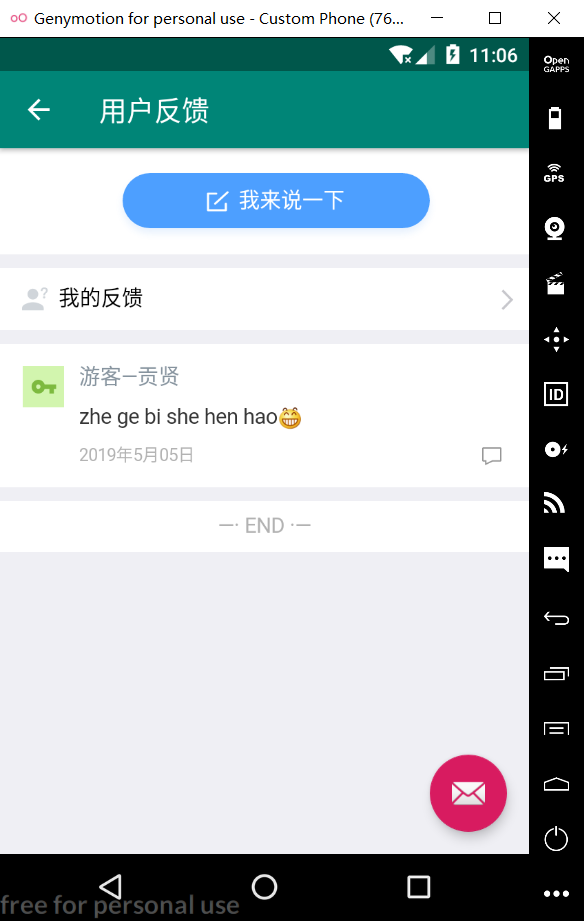 Genymotion for personal use - Custom Phone (76...
11:06
Open
GAPPS
用户反馈
GPS
我来说一下
我的反馈
ID
游客—贡贤
zhe ge bi she hen hao😁
2019年5月05日
—· END ·—
free for personal use